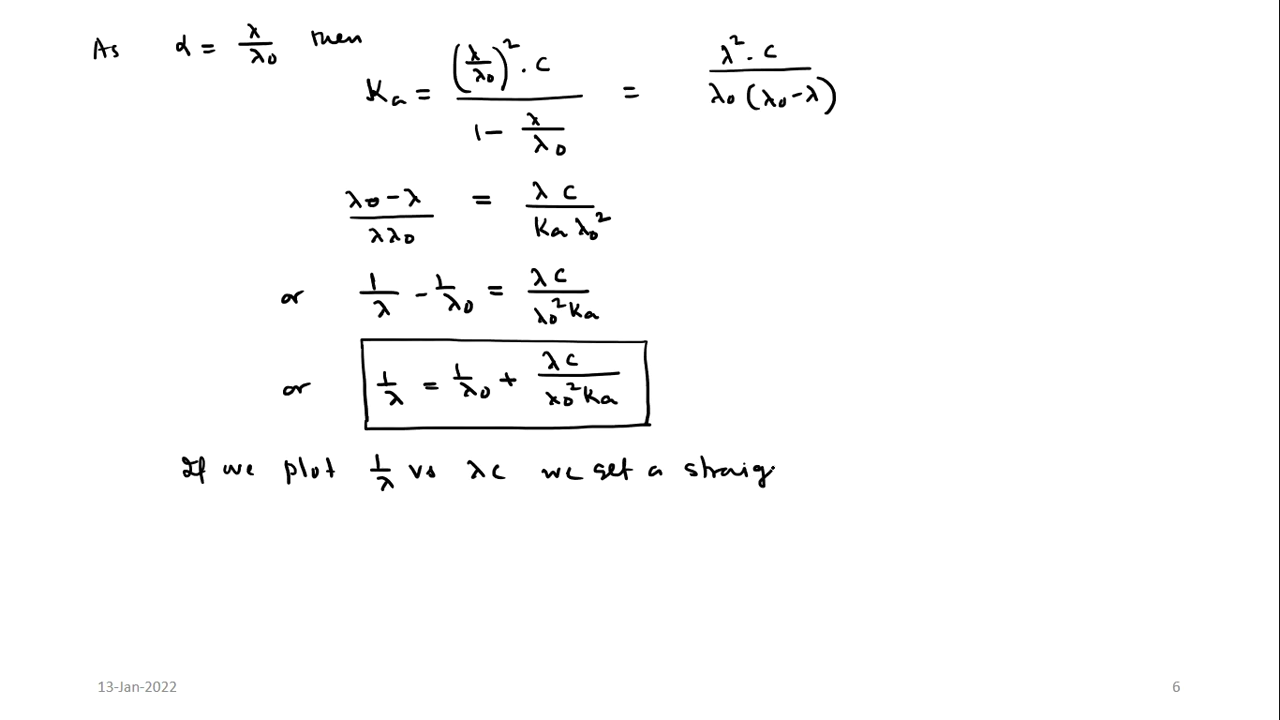 As α = λ/λ₀ then
Ka = (λ/λ₀)² · c / (1 − λ/λ₀) = λ² · c / λ₀(λ₀−λ)
(λ₀ − λ)/(λλ₀) = λ c / (Ka λ₀²)
or 1/λ − 1/λ₀ = λ c / (λ₀² Ka)
or 1/λ = 1/λ₀ + λ c / (λ₀² Ka)
If we plot 1/λ vs λc we get a straig
13-Jan-2022
6